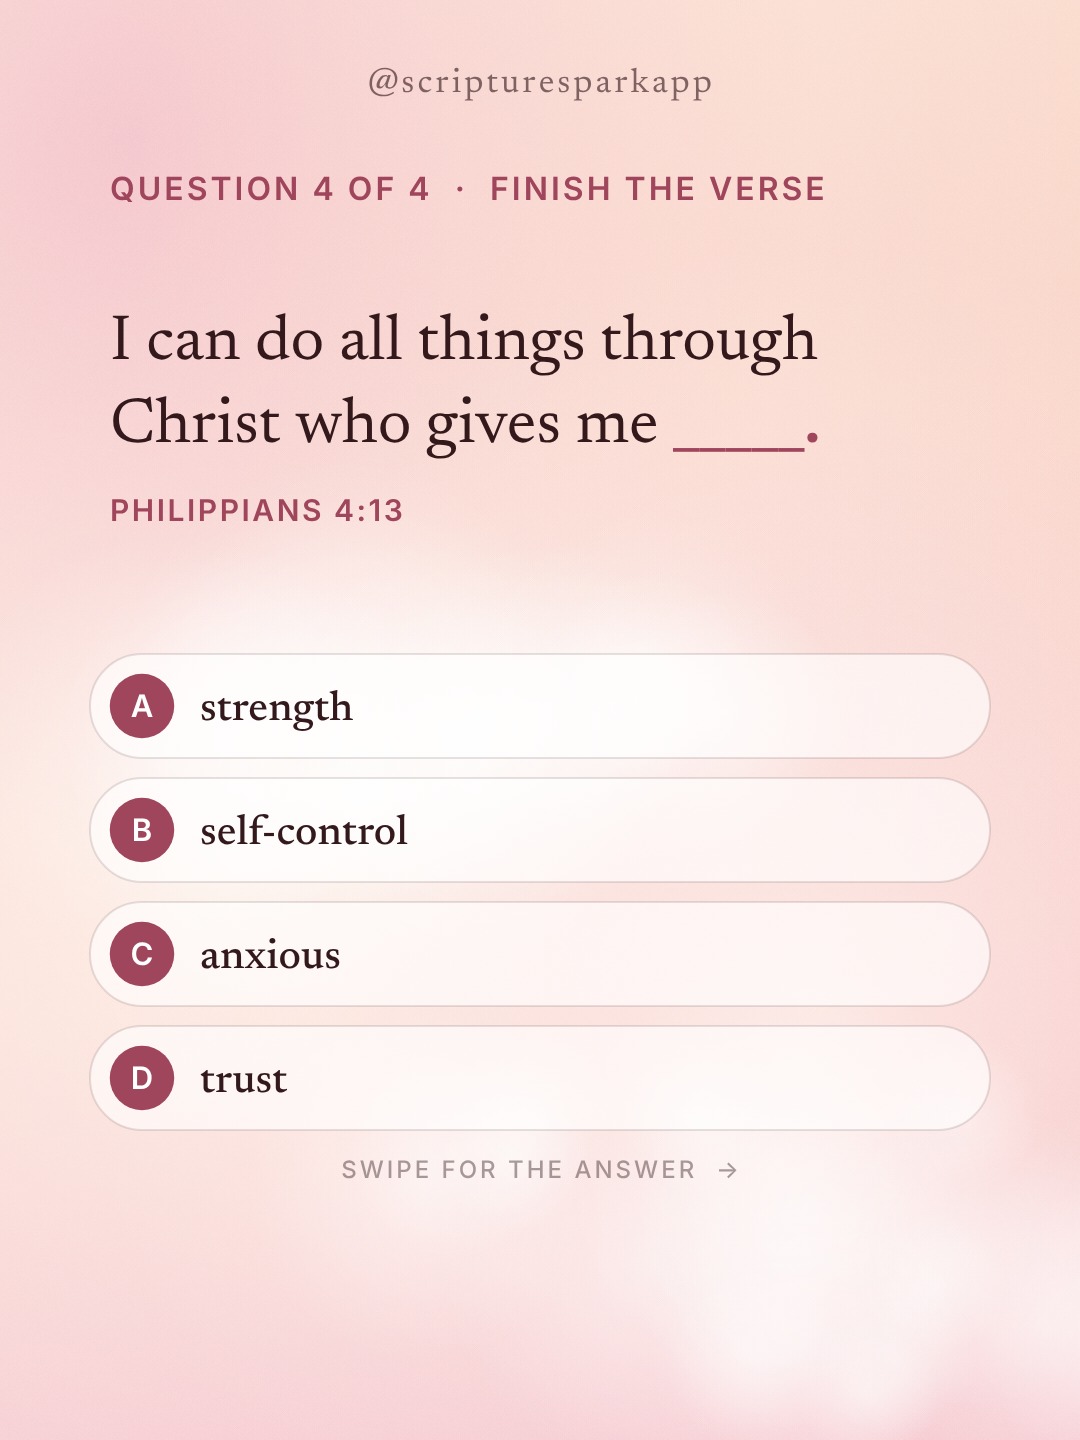 @scripturesparkapp
QUESTION 4 OF 4 · FINISH THE VERSE
I can do all things through
Christ who gives me _____.
PHILIPPIANS 4:13
A strength
B self-control
C anxious
D trust
SWIPE FOR THE ANSWER →